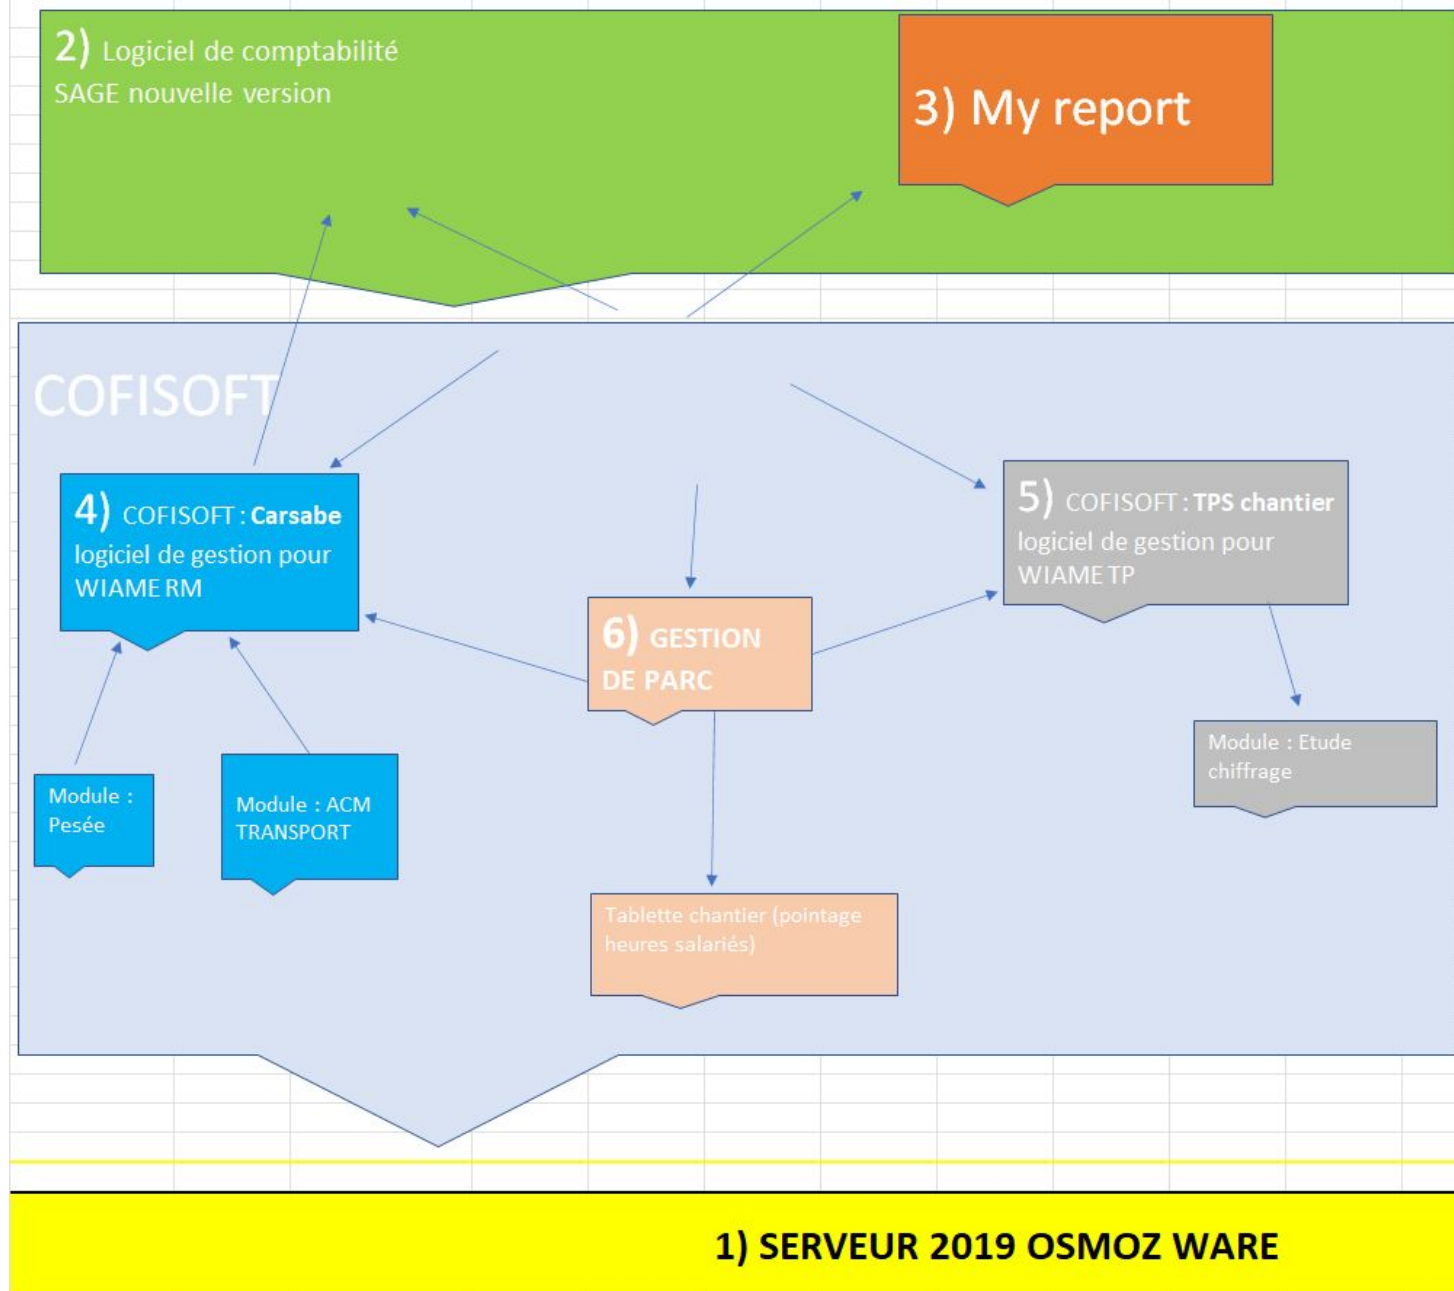 2) Logiciel de comptabilité
SAGE nouvelle version
3) My report
COFISOFT
4) COFISOFT : Carsabe
logiciel de gestion pour
WIAME RM
5) COFISOFT : TPS chantier
logiciel de gestion pour
WIAME TP
6) GESTION
DE PARC
Module :
Pesée
Module : ACM
TRANSPORT
Module : Etude
chiffrage
Tablette chantier (pointage
heures salariés)
1) SERVEUR 2019 OSMOZ WARE